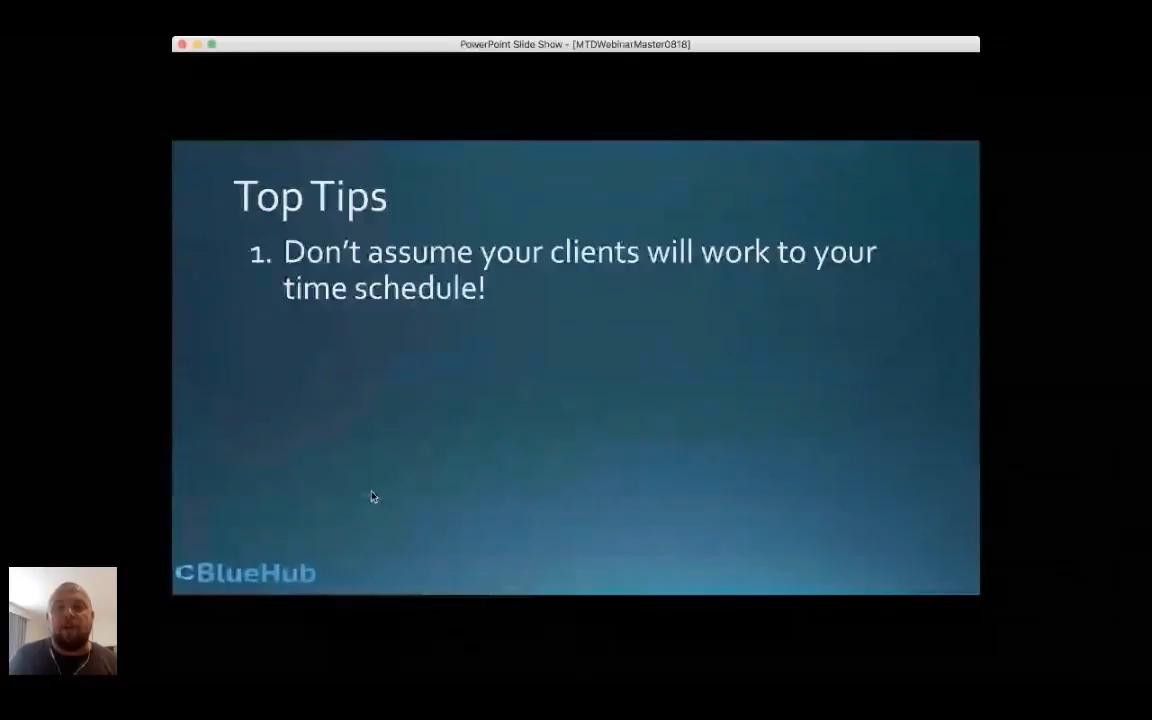 PowerPoint Slide Show - [MTDWebinarMaster0818]
Top Tips
1. Don't assume your clients will work to your
time schedule!
BlueHub